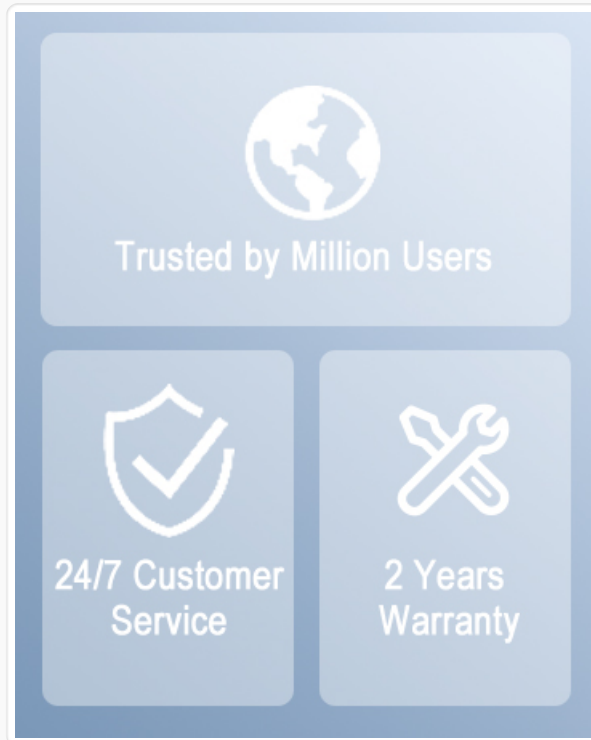 Trusted by Million Users
24/7 Customer
Service
2 Years
Warranty